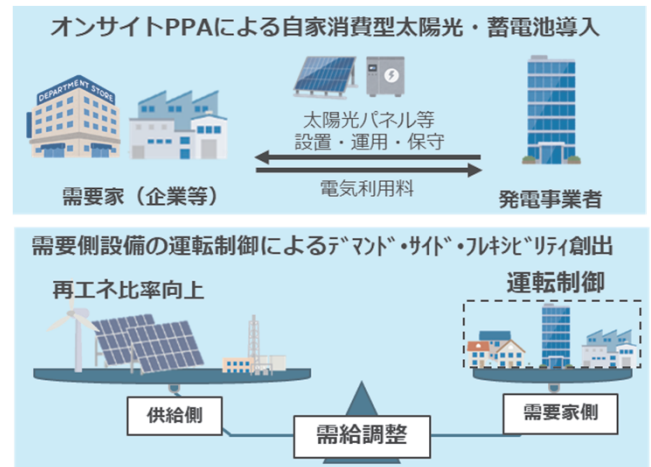 オンサイトPPAによる自家消費型太陽光・蓄電池導入
DEPARTMENT STORE
太陽光パネル等
設置・運用・保守
電気利用料
需要家（企業等）
発電事業者
需要側設備の運転制御によるﾃﾞﾏﾝﾄﾞ･ｻｲﾄﾞ･ﾌﾚｷｼﾋﾞﾘﾃｨ創出
再エネ比率向上
運転制御
供給側
需要家側
需給調整